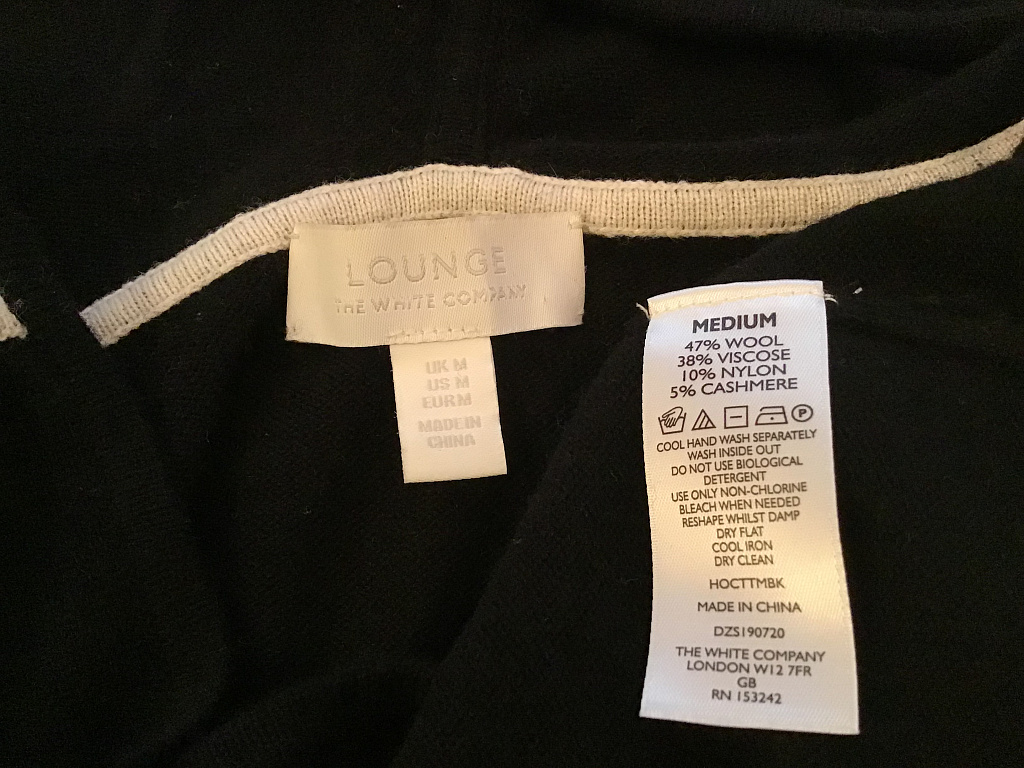 LOUNGE
THE WHITE COMPANY
UK M
US M
EUR M
MADE IN
CHINA
MEDIUM
47% WOOL
38% VISCOSE
10% NYLON
5% CASHMERE
P
COOL HAND WASH SEPARATELY
WASH INSIDE OUT
DO NOT USE BIOLOGICAL
DETERGENT
USE ONLY NON-CHLORINE
BLEACH WHEN NEEDED
RESHAPE WHILST DAMP
DRY FLAT
COOL IRON
DRY CLEAN
HOCTTMBK
MADE IN CHINA
DZS190720
THE WHITE COMPANY
LONDON W12 7FR
GB
RN 153242